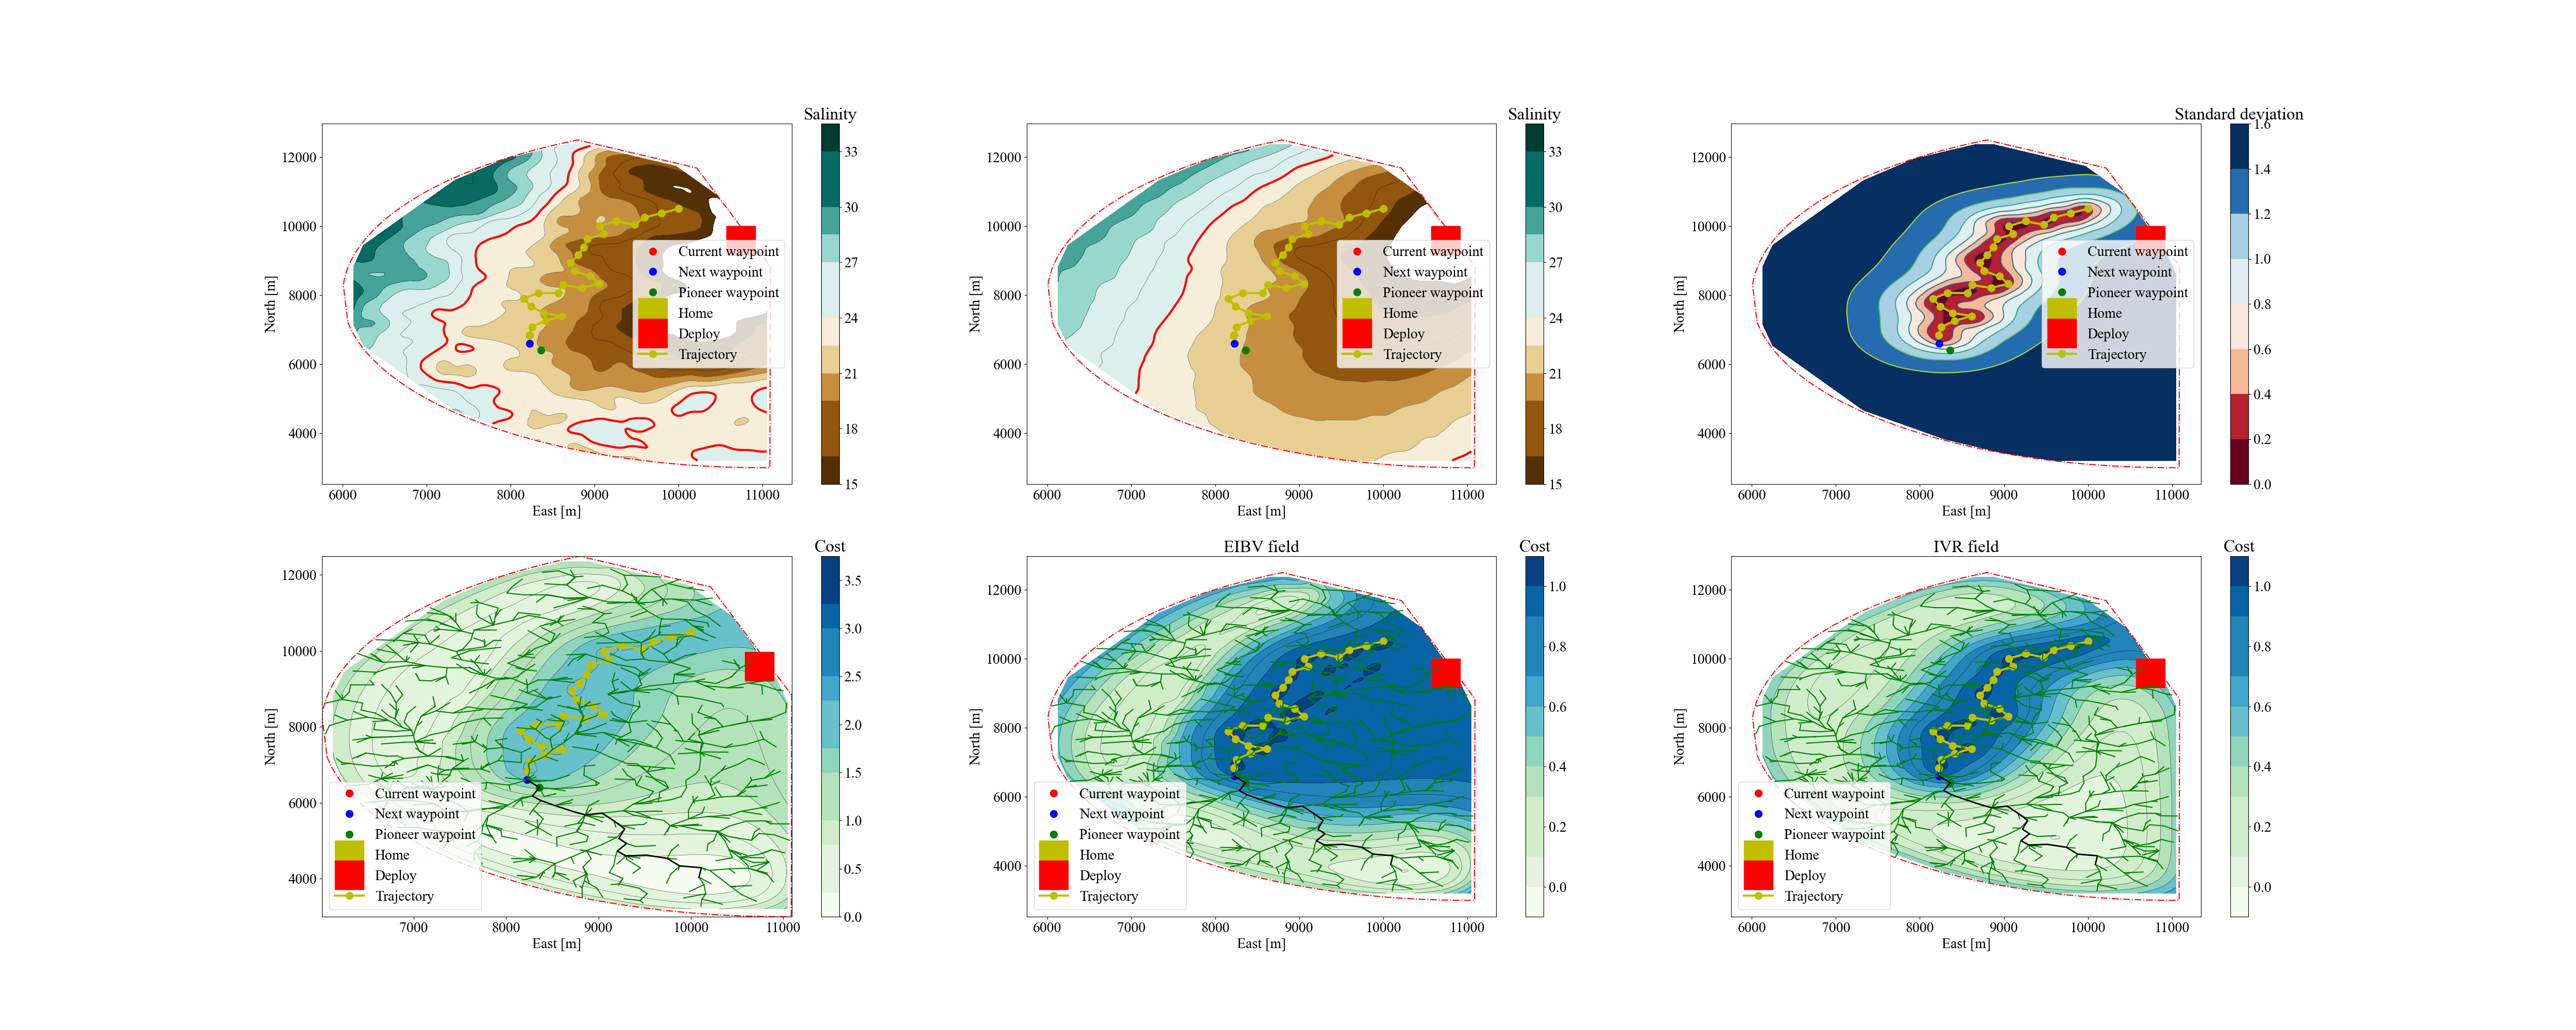 Salinity
12000
10000
8000
6000
4000
North [m]
6000 7000 8000 9000 10000 11000
East [m]
Current waypoint
Next waypoint
Pioneer waypoint
Home
Deploy
Trajectory
33
30
27
24
21
18
15
Salinity
12000
10000
8000
6000
4000
North [m]
6000 7000 8000 9000 10000 11000
East [m]
Current waypoint
Next waypoint
Pioneer waypoint
Home
Deploy
Trajectory
33
30
27
24
21
18
15
Standard deviation
12000
10000
8000
6000
4000
North [m]
6000 7000 8000 9000 10000 11000
East [m]
Current waypoint
Next waypoint
Pioneer waypoint
Home
Deploy
Trajectory
1.6
1.4
1.2
1.0
0.8
0.6
0.4
0.2
0.0
Cost
12000
10000
8000
6000
4000
North [m]
7000 8000 9000 10000 11000
East [m]
Current waypoint
Next waypoint
Pioneer waypoint
Home
Deploy
Trajectory
3.5
3.0
2.5
2.0
1.5
1.0
0.5
0.0
EIBV field
Cost
12000
10000
8000
6000
4000
North [m]
6000 7000 8000 9000 10000 11000
East [m]
Current waypoint
Next waypoint
Pioneer waypoint
Home
Deploy
Trajectory
1.0
0.8
0.6
0.4
0.2
0.0
IVR field
Cost
12000
10000
8000
6000
4000
North [m]
6000 7000 8000 9000 10000 11000
East [m]
Current waypoint
Next waypoint
Pioneer waypoint
Home
Deploy
Trajectory
1.0
0.8
0.6
0.4
0.2
0.0